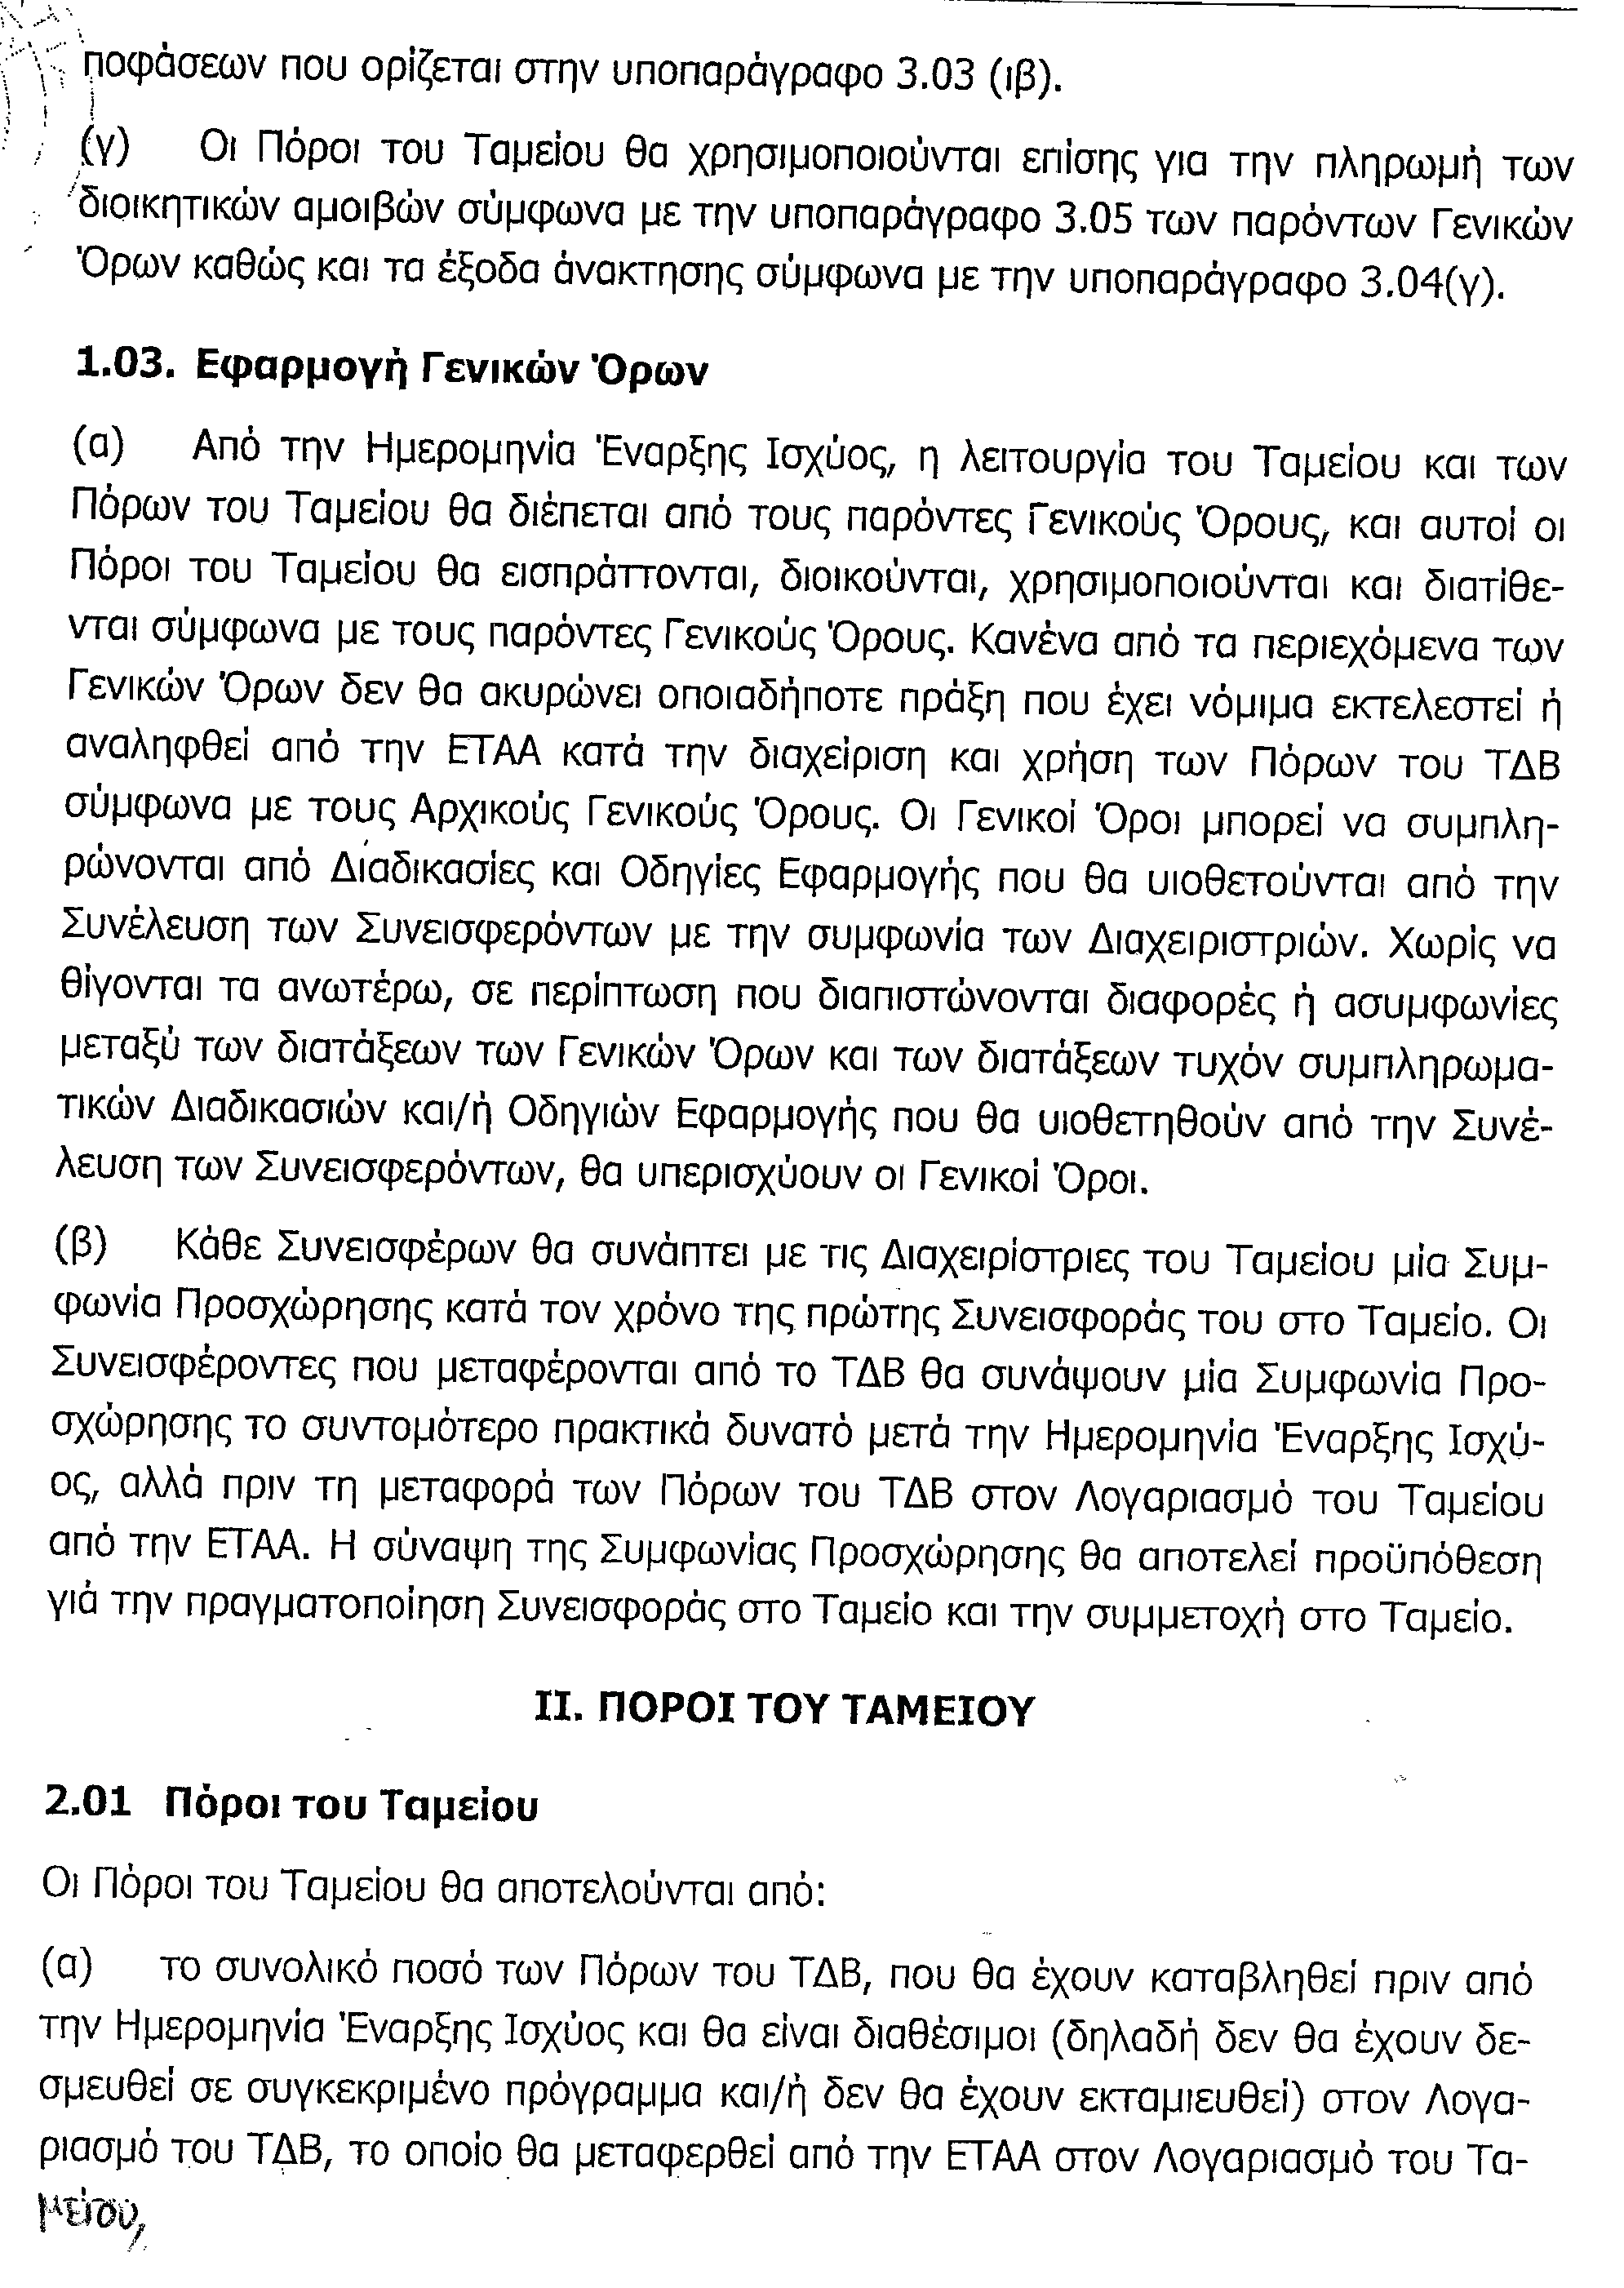 ποφάσεων που ορίζεται στην υποπαράγραφο 3.03 (ιβ).
(γ) Οι Πόροι του Ταμείου θα χρησιμοποιούνται επίσης για την πληρωμή των
διοικητικών αμοιβών σύμφωνα με την υποπαράγραφο 3.05 των παρόντων Γενικών
Όρων καθώς και τα έξοδα άνακτησης σύμφωνα με την υποπαράγραφο 3.04(γ).
1.03. Εφαρμογή Γενικών Όρων
(α) Από την Ημερομηνία Έναρξης Ισχύος, η λειτουργία του Ταμείου και των
Πόρων του Ταμείου θα διέπεται από τους παρόντες Γενικούς Όρους, και αυτοί οι
Πόροι του Ταμείου θα εισπράττονται, διοικούνται, χρησιμοποιούνται και διατίθε-
νται σύμφωνα με τους παρόντες Γενικούς Όρους. Κανένα από τα περιεχόμενα των
Γενικών Όρων δεν θα ακυρώνει οποιαδήποτε πράξη που έχει νόμιμα εκτελεστεί ή
αναληφθεί από την ΕΤΑΑ κατά την διαχείριση και χρήση των Πόρων του ΤΔΒ
σύμφωνα με τους Αρχικούς Γενικούς Όρους. Οι Γενικοί Όροι μπορεί να συμπλη-
ρώνονται από Διαδικασίες και Οδηγίες Εφαρμογής που θα υιοθετούνται από την
Συνέλευση των Συνεισφερόντων με την συμφωνία των Διαχειριστριών. Χωρίς να
θίγονται τα ανωτέρω, σε περίπτωση που διαπιστώνονται διαφορές ή ασυμφωνίες
μεταξύ των διατάξεων των Γενικών Όρων και των διατάξεων τυχόν συμπληρωμα-
τικών Διαδικασιών και/ή Οδηγιών Εφαρμογής που θα υιοθετηθούν από την Συνέ-
λευση των Συνεισφερόντων, θα υπερισχύουν οι Γενικοί Όροι.
(β) Κάθε Συνεισφέρων θα συνάπτει με τις Διαχειρίστριες του Ταμείου μία Συμ-
φωνία Προσχώρησης κατά τον χρόνο της πρώτης Συνεισφοράς του στο Ταμείο. Οι
Συνεισφέροντες που μεταφέρονται από το ΤΔΒ θα συνάψουν μία Συμφωνία Προ-
σχώρησης το συντομότερο πρακτικά δυνατό μετά την Ημερομηνία Έναρξης Ισχύ-
ος, αλλά πριν τη μεταφορά των Πόρων του ΤΔΒ στον Λογαριασμό του Ταμείου
από την ΕΤΑΑ. Η σύναψη της Συμφωνίας Προσχώρησης θα αποτελεί προϋπόθεση
γιά την πραγματοποίηση Συνεισφοράς στο Ταμείο και την συμμετοχή στο Ταμείο.
II. ΠΟΡΟΙ ΤΟΥ ΤΑΜΕΙΟΥ
2.01 Πόροι του Ταμείου
Οι Πόροι του Ταμείου θα αποτελούνται από:
(α) το συνολικό ποσό των Πόρων του ΤΔΒ, που θα έχουν καταβληθεί πριν από
την Ημερομηνία Έναρξης Ισχύος και θα είναι διαθέσιμοι (δηλαδή δεν θα έχουν δε-
σμευθεί σε συγκεκριμένο πρόγραμμα και/ή δεν θα έχουν εκταμιευθεί) στον Λογα-
ριασμό του ΤΔΒ, το οποίο θα μεταφερθεί από την ΕΤΑΑ στον Λογαριασμό του Τα-
μείου,